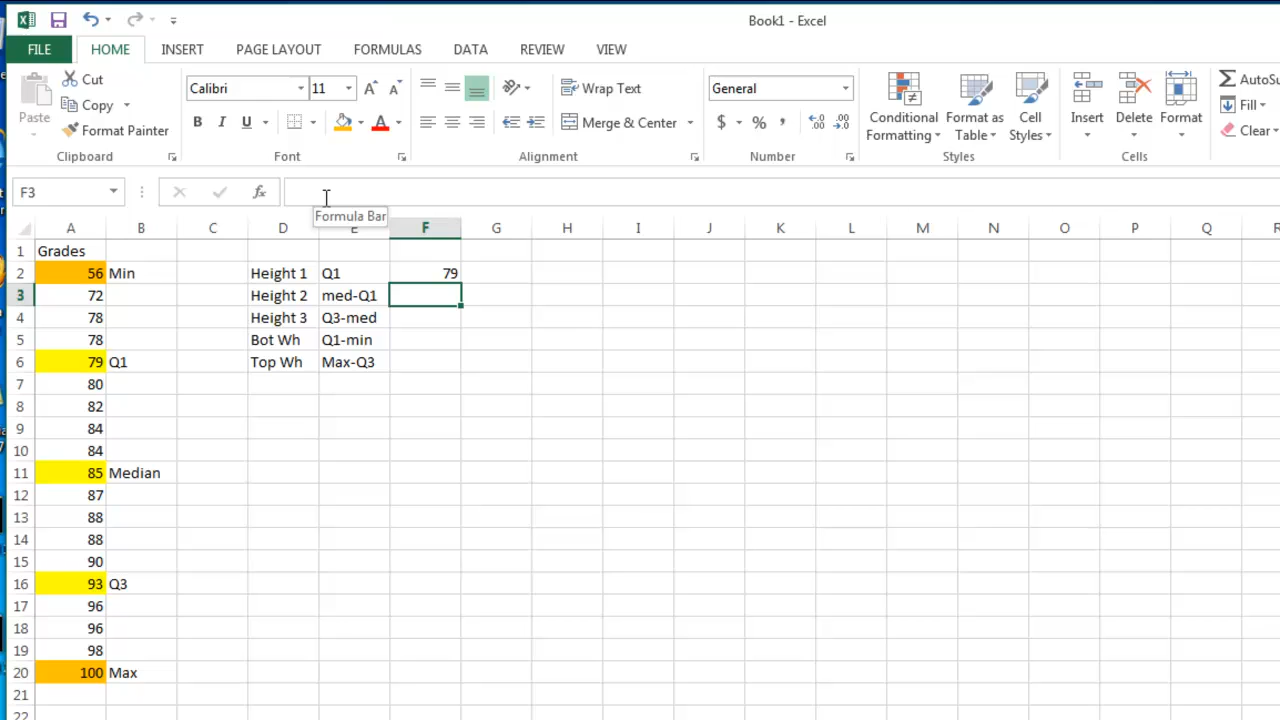 Book1 - Excel
FILE HOME INSERT PAGE LAYOUT FORMULAS DATA REVIEW VIEW
Paste
Cut
Copy
Format Painter
Clipboard
Calibri 11
B I U
Font
Wrap Text
Merge & Center
Alignment
General
$ % ,
Number
Conditional Formatting
Format as Table
Cell Styles
Styles
Insert Delete Format
Cells
AutoSu
Fill
Clear
F3 fx
Formula Bar
A B C D E F G H I J K L M N O P Q R
1 Grades
2 56 Min Height 1 Q1 79
3 72 Height 2 med-Q1
4 78 Height 3 Q3-med
5 78 Bot Wh Q1-min
6 79 Q1 Top Wh Max-Q3
7 80
8 82
9 84
10 84
11 85 Median
12 87
13 88
14 88
15 90
16 93 Q3
17 96
18 96
19 98
20 100 Max
21
22